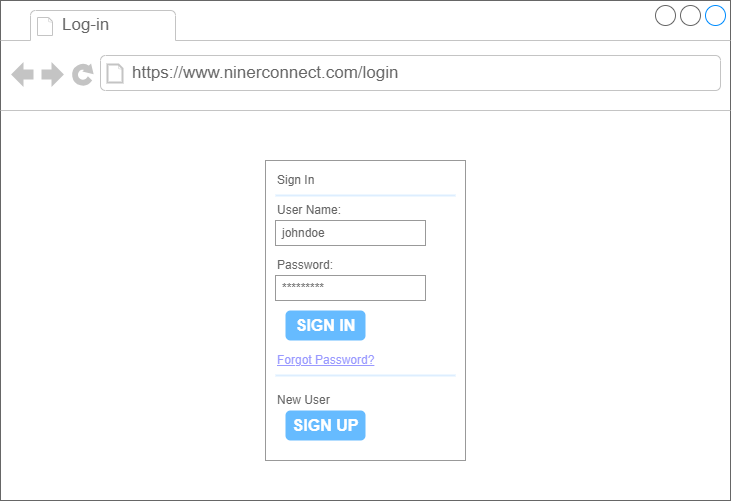 Log-in
https://www.ninerconnect.com/login
Sign In
User Name:
johndoe
Password:
*********
SIGN IN
Forgot Password?
New User
SIGN UP